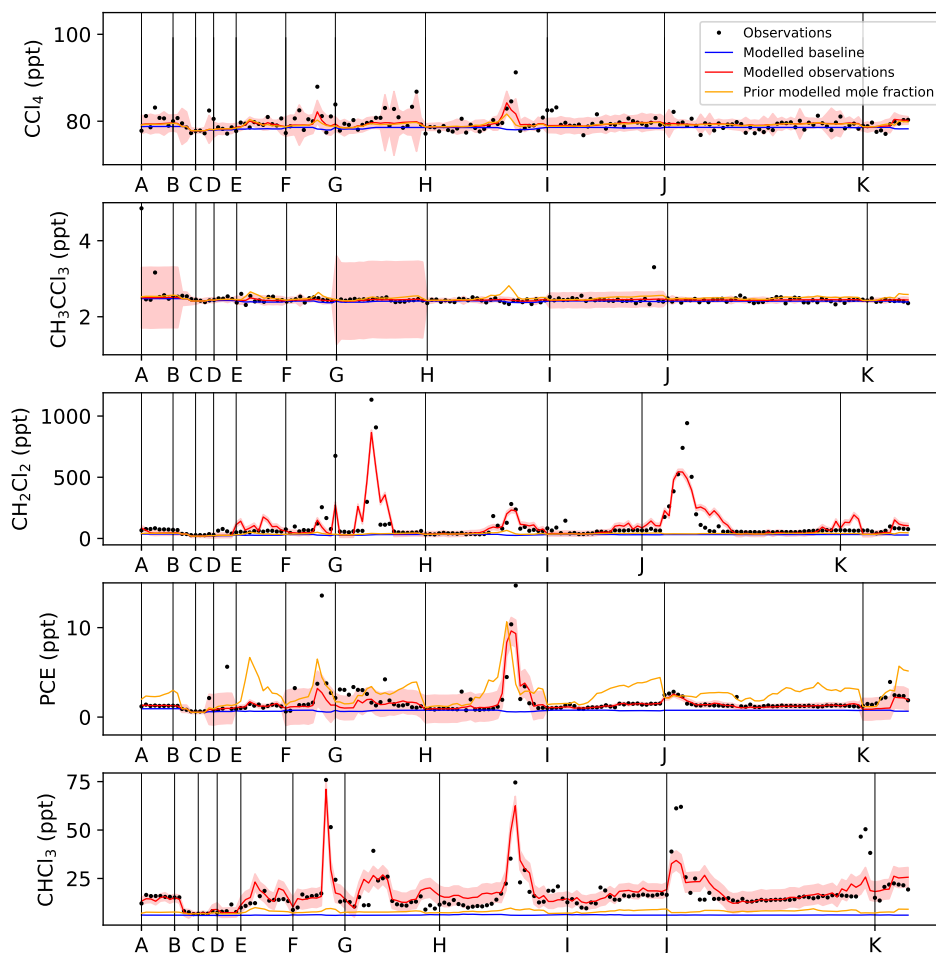 CCl₄ (ppt)
100
80
Observations
Modelled baseline
Modelled observations
Prior modelled mole fraction
A B C D E F G H I J K
CH₃CCl₃ (ppt)
4
2
A B C D E F G H I J K
CH₂Cl₂ (ppt)
1000
500
0
A B C D E F G H I J K
PCE (ppt)
10
0
A B C D E F G H I J K
CHCl₃ (ppt)
75
50
25
A B C D E F G H I J K